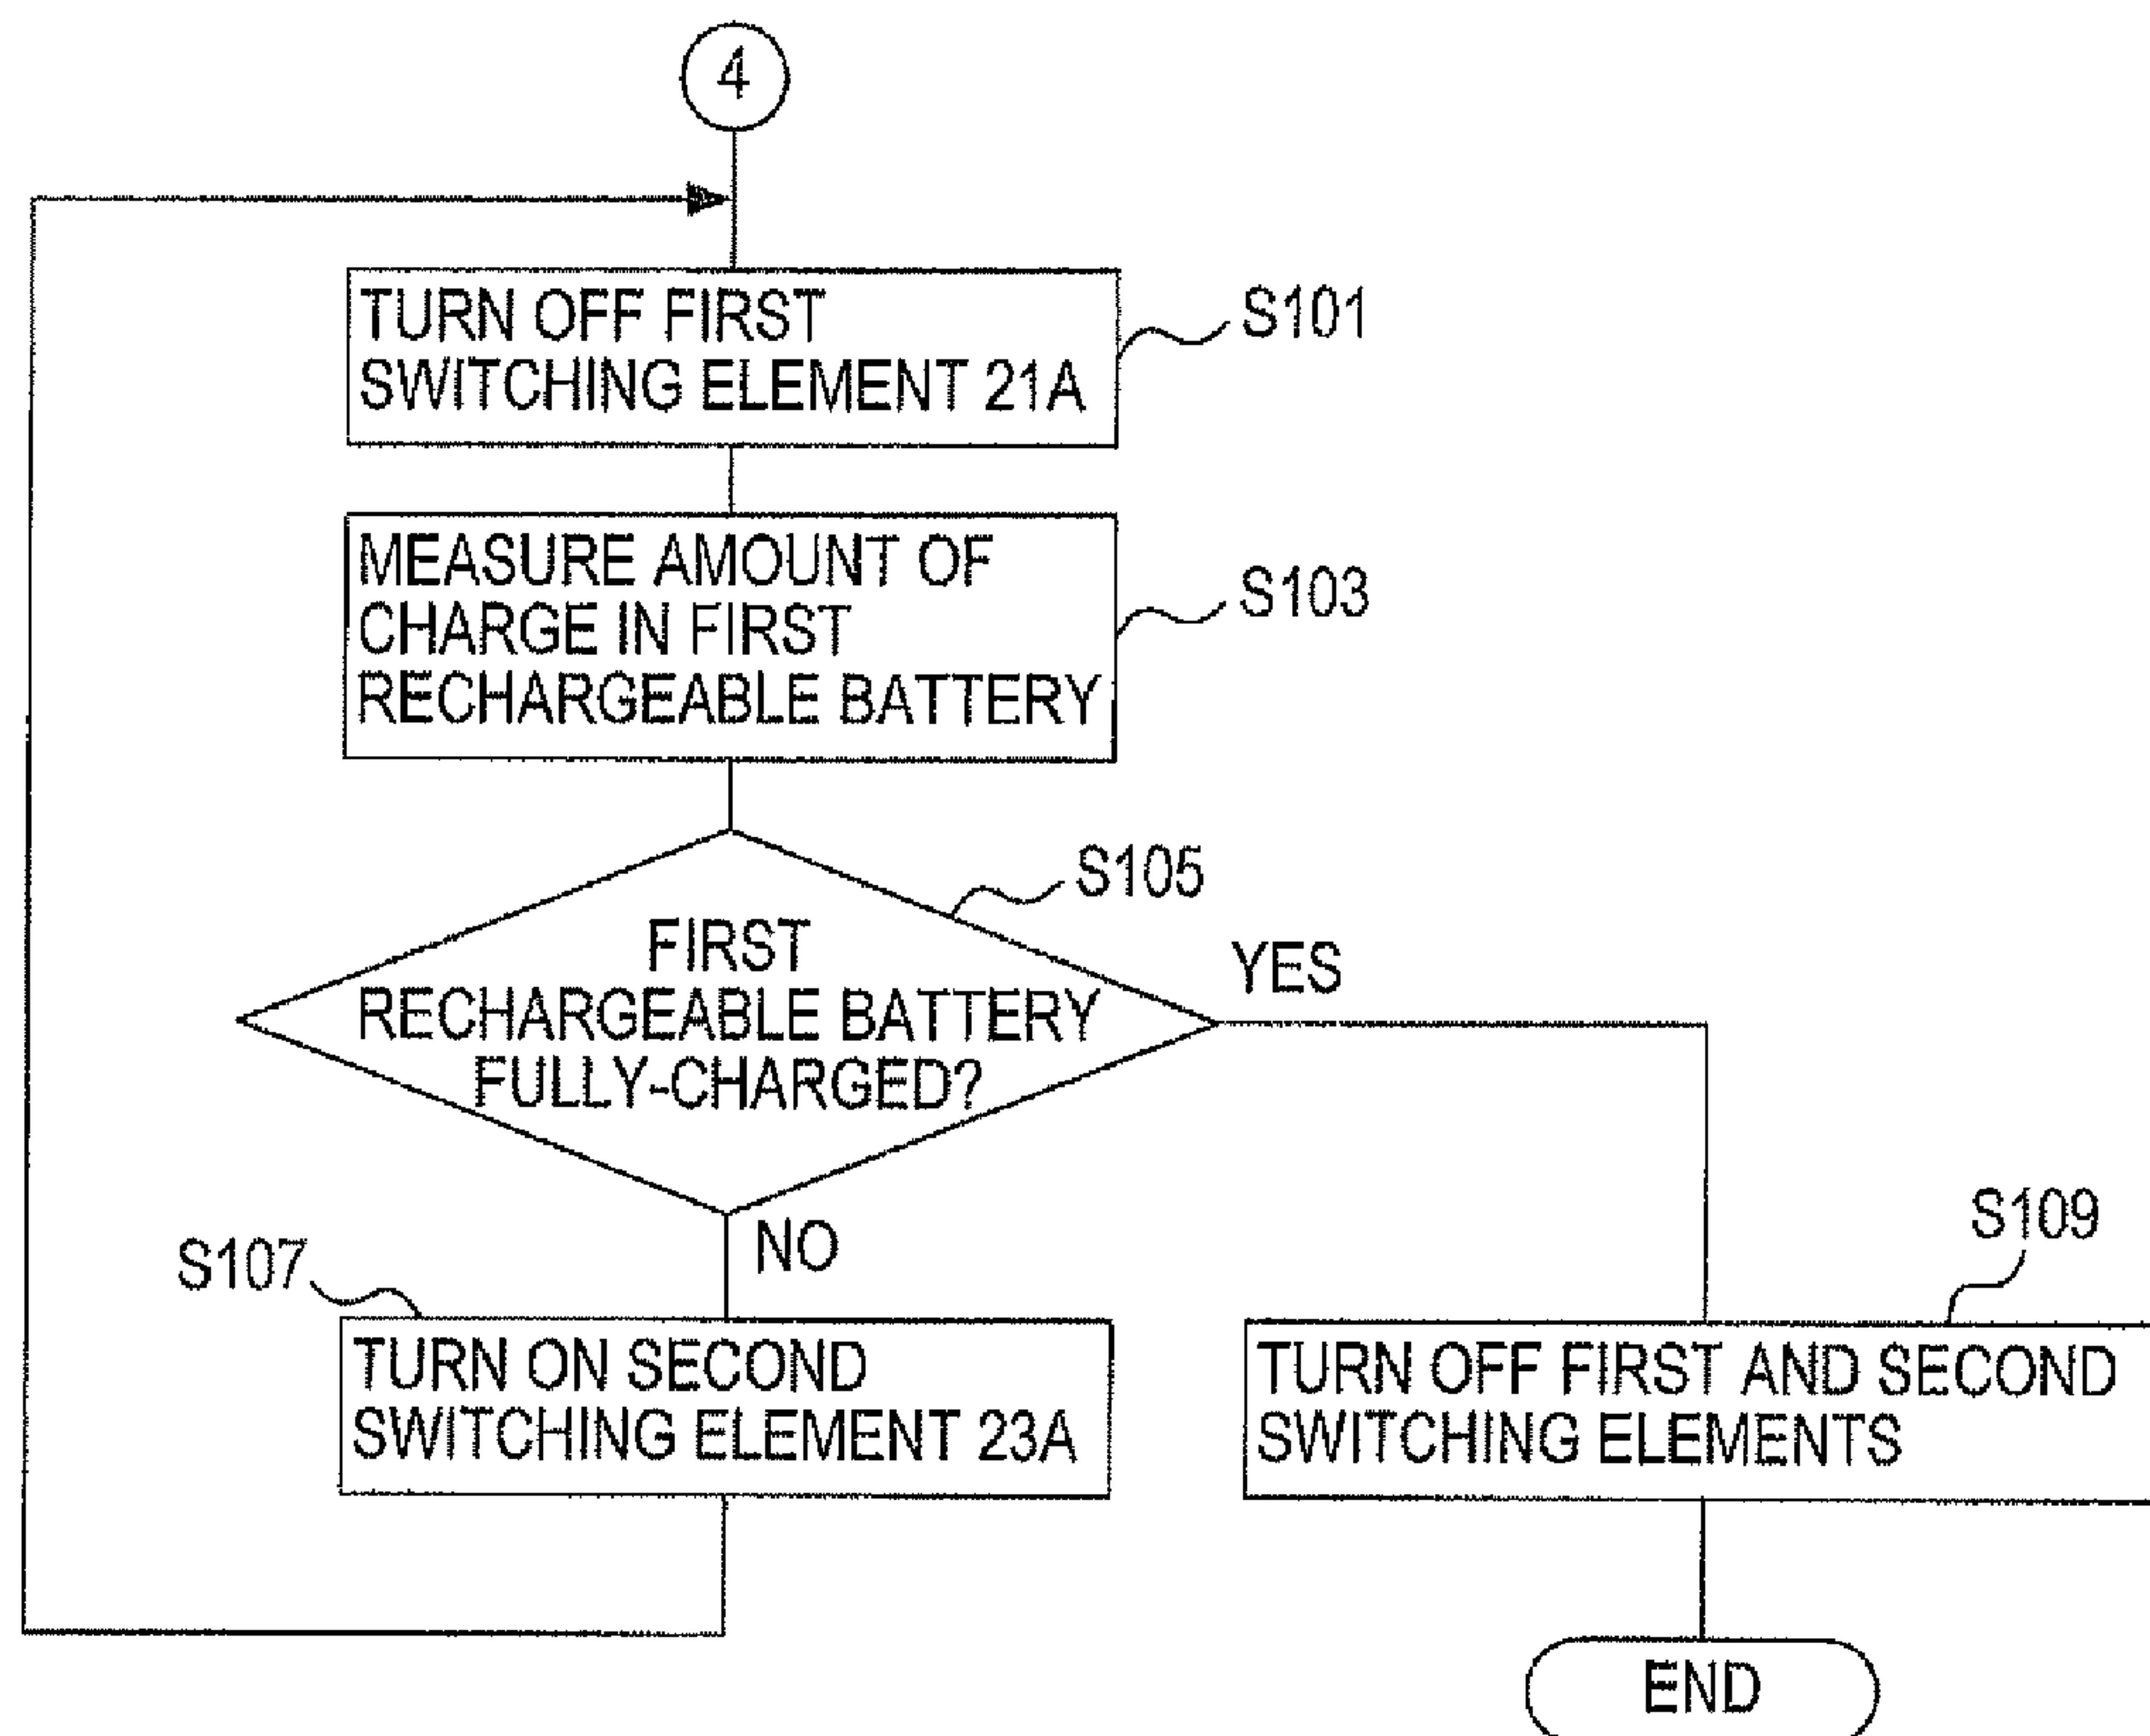 4
TURN OFF FIRST
SWITCHING ELEMENT 21A
S101
MEASURE AMOUNT OF
CHARGE IN FIRST
RECHARGEABLE BATTERY
S103
S105
FIRST
RECHARGEABLE BATTERY
FULLY-CHARGED?
YES
NO
S107
TURN ON SECOND
SWITCHING ELEMENT 23A
S109
TURN OFF FIRST AND SECOND
SWITCHING ELEMENTS
END